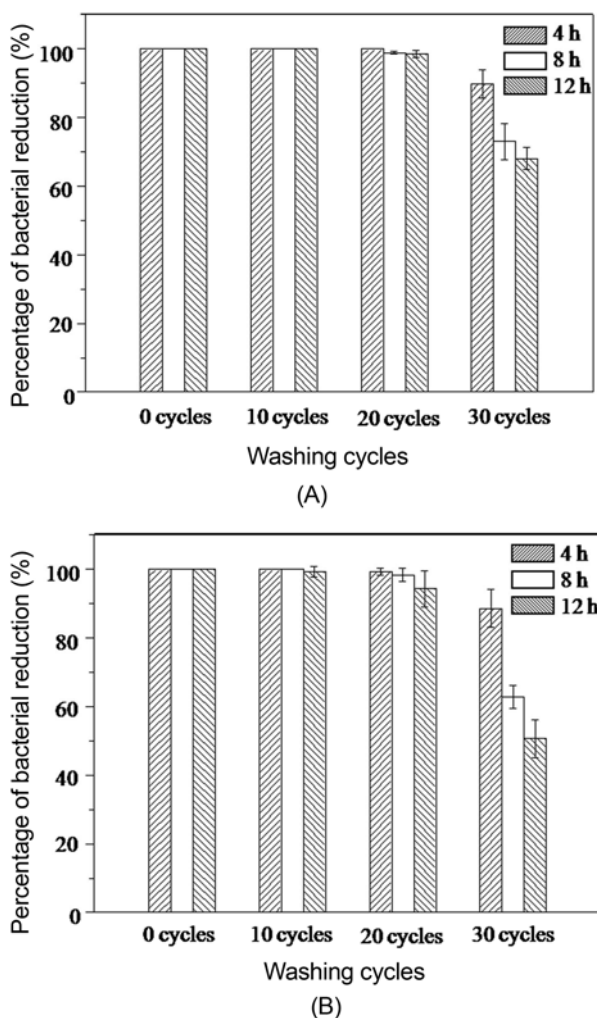 Percentage of bacterial reduction (%)
100
80
60
40
20
0
4 h
8 h
12 h
0 cycles 10 cycles 20 cycles 30 cycles
Washing cycles
(A)
Percentage of bacterial reduction (%)
100
80
60
40
20
0
4 h
8 h
12 h
0 cycles 10 cycles 20 cycles 30 cycles
Washing cycles
(B)